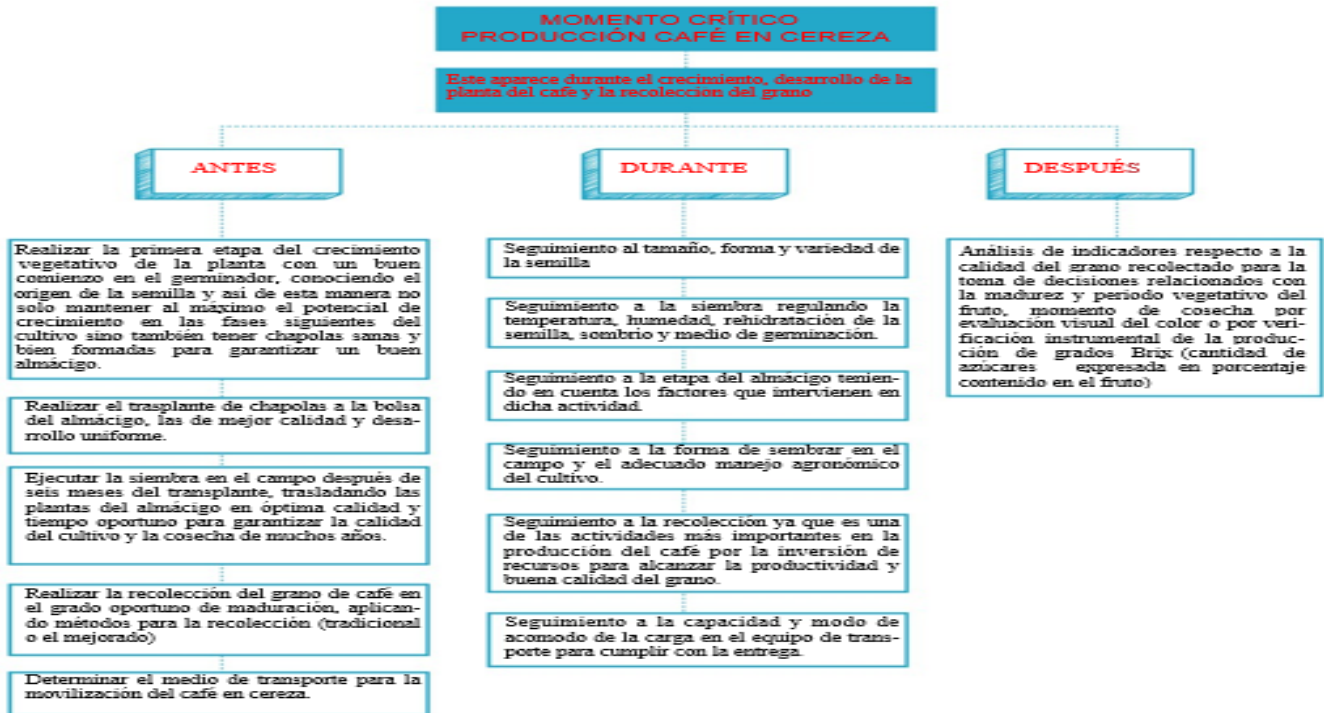 MOMENTO CRÍTICO
PRODUCCIÓN CAFÉ EN CEREZA
Este aparece durante el crecimiento, desarrollo de la
planta del café y la recolección del grano
ANTES
Realizar la primera etapa del crecimiento
vegetativo de la planta con un buen
comienzo en el germinador, conociendo el
origen de la semilla y así de esta manera no
solo mantener al máximo el potencial de
crecimiento en las fases siguientes del
cultivo sino también tener chapolas sanas y
bien formadas para garantizar un buen
almácigo.
Realizar el trasplante de chapolas a la bolsa
del almácigo, las de mejor calidad y desa-
rrollo uniforme.
Ejecutar la siembra en el campo después de
seis meses del transplante, trasladando las
plantas del almácigo en óptima calidad y
tiempo oportuno para garantizar la calidad
del cultivo y la cosecha de muchos años.
Realizar la recolección del grano de café en
el grado oportuno de maduración, aplican-
do métodos para la recolección (tradicional
o el mejorado)
Determinar el medio de transporte para la
movilización del café en cereza.
DURANTE
Seguimiento al tamaño, forma y variedad de
la semilla
Seguimiento a la siembra regulando la
temperatura, humedad, rehidratación de la
semilla, sombrio y medio de germinación.
Seguimiento a la etapa del almácigo tenien-
do en cuenta los factores que intervienen en
dicha actividad.
Seguimiento a la forma de sembrar en el
campo y el adecuado manejo agronómico
del cultivo.
Seguimiento a la recolección ya que es una
de las actividades más importantes en la
producción del café por la inversión de
recursos para alcanzar la productividad y
buena calidad del grano.
Seguimiento a la capacidad y modo de
acomodo de la carga en el equipo de trans-
porte para cumplir con la entrega.
DESPUÉS
Análisis de indicadores respecto a la
calidad del grano recolectado para la
toma de decisiones relacionados con
la madurez y periodo vegetativo del
fruto, momento de cosecha por
evaluación visual del color o por veri-
ficación instrumental de la produc-
ción de grados Brix (cantidad de
azúcares expresada en porcentaje
contenido en el fruto)